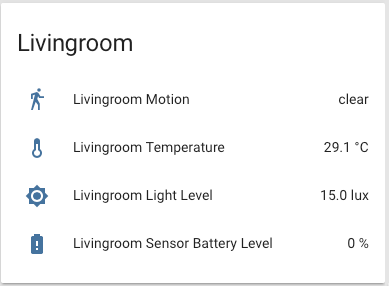 Livingroom
Livingroom Motion clear
Livingroom Temperature 29.1 °C
Livingroom Light Level 15.0 lux
Livingroom Sensor Battery Level 0 %